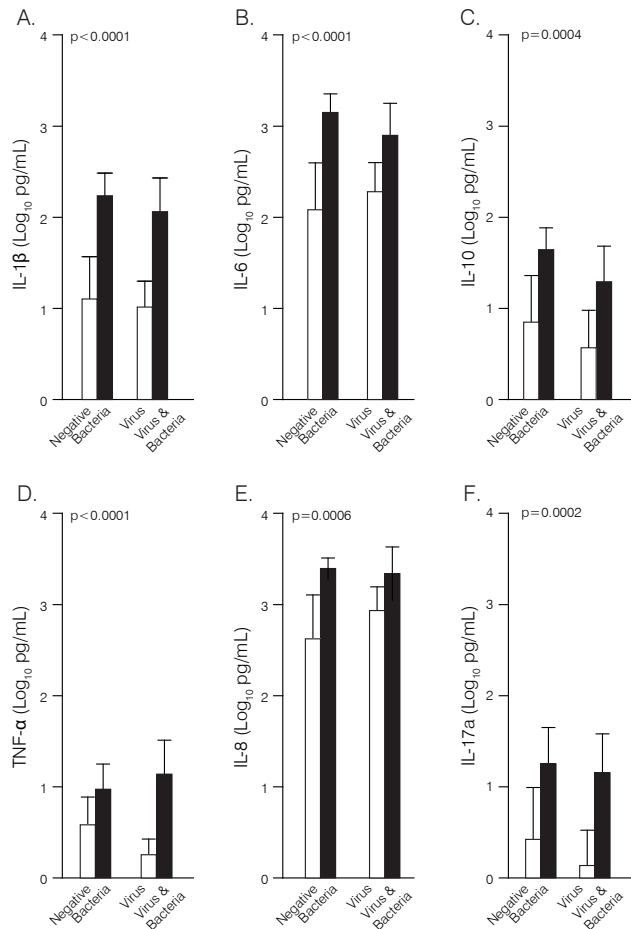 A.
p<0.0001
4
3
2
1
0
IL-1β (Log10 pg/mL)
Negative
Bacteria
Virus
Virus &
Bacteria
B.
p<0.0001
4
3
2
1
0
IL-6 (Log10 pg/mL)
Negative
Bacteria
Virus
Virus &
Bacteria
C.
p=0.0004
4
3
2
1
0
IL-10 (Log10 pg/mL)
Negative
Bacteria
Virus
Virus &
Bacteria
D.
p<0.0001
4
3
2
1
0
TNF-α (Log10 pg/mL)
Negative
Bacteria
Virus
Virus &
Bacteria
E.
p=0.0006
4
3
2
1
0
IL-8 (Log10 pg/mL)
Negative
Bacteria
Virus
Virus &
Bacteria
F.
p=0.0002
4
3
2
1
0
IL-17a (Log10 pg/mL)
Negative
Bacteria
Virus
Virus &
Bacteria